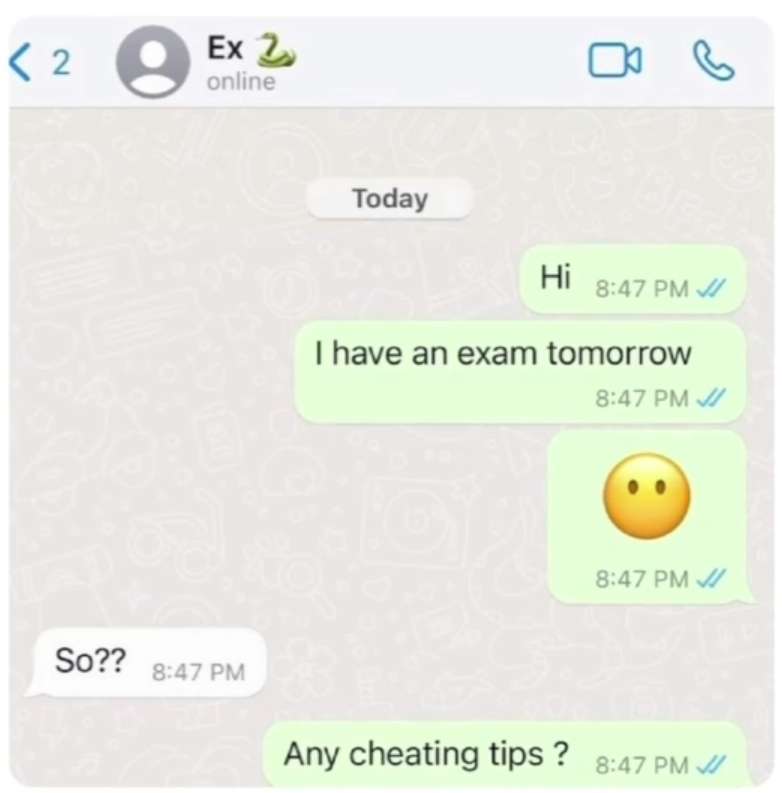 2
Ex 🐍
online
Today
Hi 8:47 PM
I have an exam tomorrow
8:47 PM
😶
8:47 PM
So?? 8:47 PM
Any cheating tips ? 8:47 PM